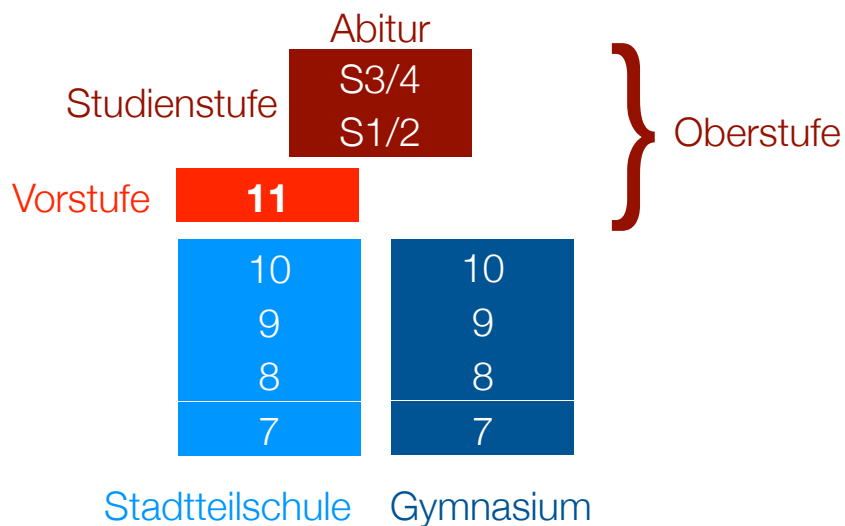 Abitur
S3/4
Studienstufe
S1/2
Oberstufe
Vorstufe
11
10 10
9 9
8 8
7 7
Stadtteilschule Gymnasium